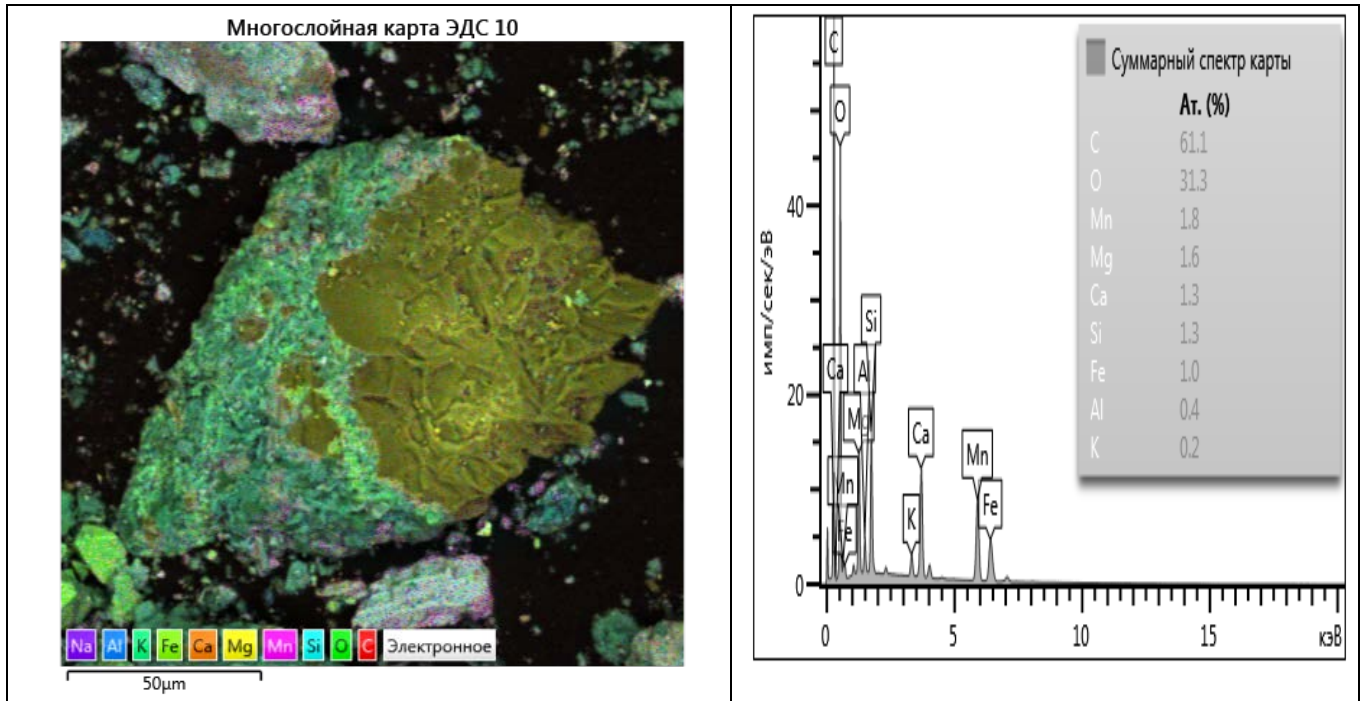 Многослойная карта ЭДС 10
Na Al K Fe Ca Mg Mn Si O C Электронное
50µm
имп/сек/эВ
40
20
0
C
O
Si
Ca
A
Mg
Mn
Fe
K
Ca
Mn
Fe
0 5 10 15 кэВ
Суммарный спектр карты
Ат. (%)
C 61.1
O 31.3
Mn 1.8
Mg 1.6
Ca 1.3
Si 1.3
Fe 1.0
Al 0.4
K 0.2